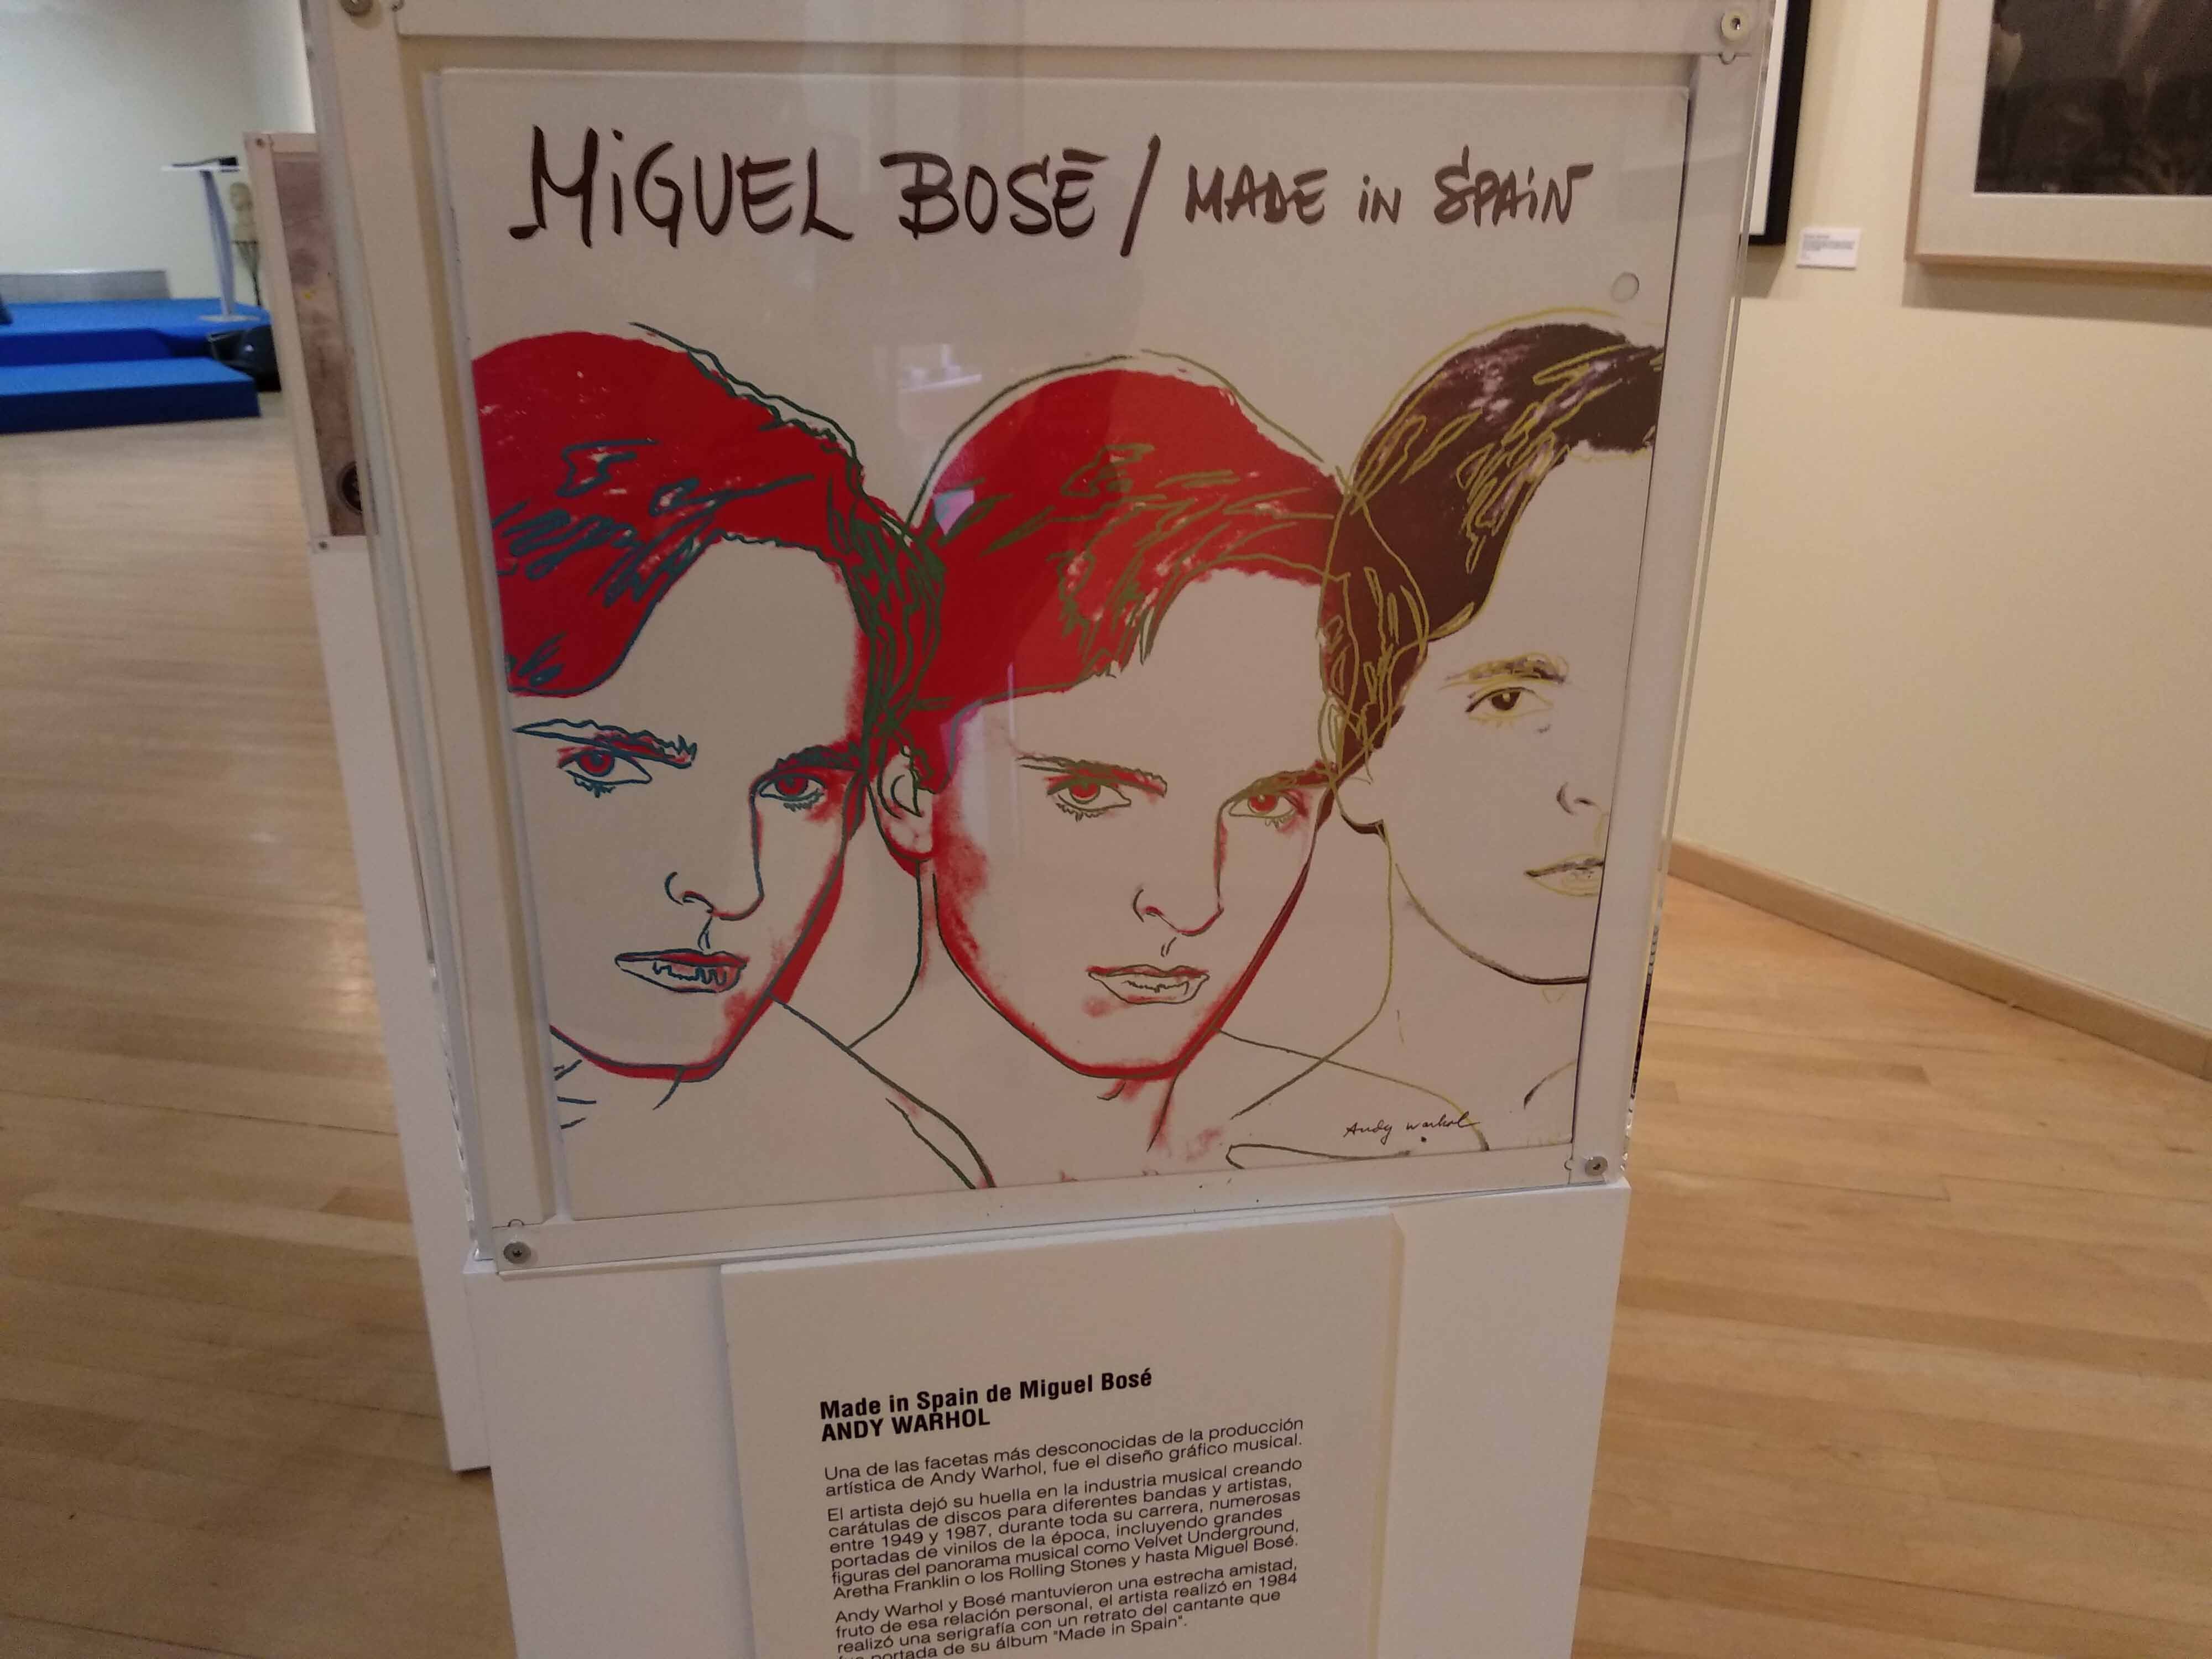 MiGUEL BOSĒ / MADE iN SPAiN
Andy Warhol
Made in Spain de Miguel Bosé
ANDY WARHOL
Una de las facetas más desconocidas de la producción
artística de Andy Warhol, fue el diseño gráfico musical.
El artista dejó su huella en la industria musical creando
carátulas de discos para diferentes bandas y artistas,
entre 1949 y 1987, durante toda su carrera, numerosas
portadas de vinilos de la época, incluyendo grandes
figuras del panorama musical como Velvet Underground,
Aretha Franklin o los Rolling Stones y hasta Miguel Bosé.
Andy Warhol y Bosé mantuvieron una estrecha amistad,
fruto de esa relación personal, el artista realizó en 1984
realizó una serigrafía con un retrato del cantante que
portada de su álbum "Made in Spain".